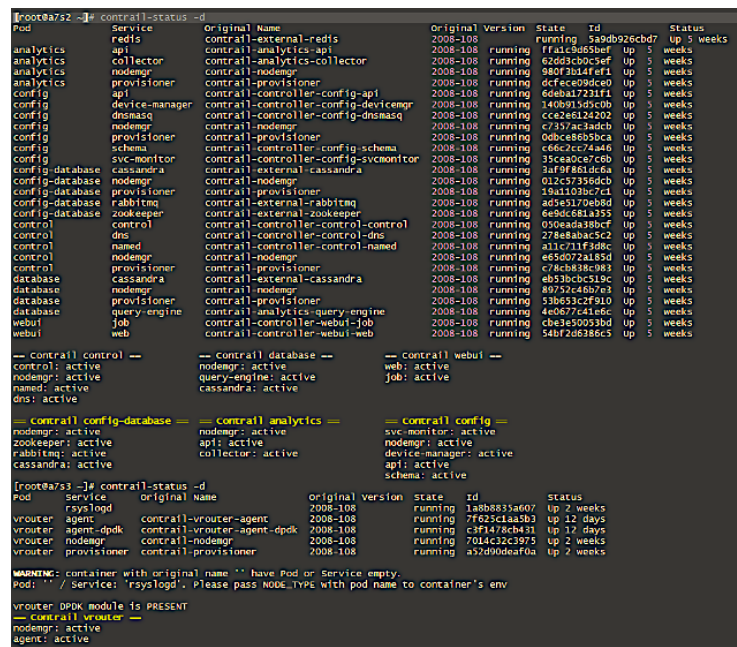 [root@a7s2 ~]# contrail-status -d
Pod Service Original Name Original Version State Id Status
redis contrail-external-redis 2008-108 running 5a9db926cbd7 Up 5 weeks
analytics api contrail-analytics-api 2008-108 running ffa1c9d65bef Up 5 weeks
analytics collector contrail-analytics-collector 2008-108 running 62dd3cb0c5ef Up 5 weeks
analytics nodemgr contrail-nodemgr 2008-108 running 980f3b14fef1 Up 5 weeks
analytics provisioner contrail-provisioner 2008-108 running dcfece09dce0 Up 5 weeks
config api contrail-controller-config-api 2008-108 running 6deba17231f1 Up 5 weeks
config device-manager contrail-controller-config-devicemgr 2008-108 running 140b915d5c0b Up 5 weeks
config dnsmasq contrail-controller-config-dnsmasq 2008-108 running cce2e6124202 Up 5 weeks
config nodemgr contrail-nodemgr 2008-108 running c7357ac3adcb Up 5 weeks
config provisioner contrail-provisioner 2008-108 running 0dbce86b5bca Up 5 weeks
config schema contrail-controller-config-schema 2008-108 running c66c2cc74a46 Up 5 weeks
config svc-monitor contrail-controller-config-svcmonitor 2008-108 running 35cea0ce7c6b Up 5 weeks
config-database cassandra contrail-external-cassandra 2008-108 running 3af9f861dc6a Up 5 weeks
config-database nodemgr contrail-nodemgr 2008-108 running 012c57356dcb Up 5 weeks
config-database provisioner contrail-provisioner 2008-108 running 19a1103bc7c1 Up 5 weeks
config-database rabbitmq contrail-external-rabbitmq 2008-108 running ad5e5170eb8d Up 5 weeks
config-database zookeeper contrail-external-zookeeper 2008-108 running 6e9dc681a355 Up 5 weeks
control control contrail-controller-control-control 2008-108 running 050eada38bcf Up 5 weeks
control dns contrail-controller-control-dns 2008-108 running 278e8abac5c2 Up 5 weeks
control named contrail-controller-control-named 2008-108 running a11c711f3d8c Up 5 weeks
control nodemgr contrail-nodemgr 2008-108 running e65d072a185d Up 5 weeks
control provisioner contrail-provisioner 2008-108 running c78cb838c983 Up 5 weeks
database cassandra contrail-external-cassandra 2008-108 running eb53bcbc519c Up 5 weeks
database nodemgr contrail-nodemgr 2008-108 running 89752c46b7e3 Up 5 weeks
database provisioner contrail-provisioner 2008-108 running 53b653c2f910 Up 5 weeks
database query-engine contrail-analytics-query-engine 2008-108 running 4e0677c41e6c Up 5 weeks
webui job contrail-controller-webui-job 2008-108 running cbe3e50053bd Up 5 weeks
webui web contrail-controller-webui-web 2008-108 running 54bf2d6386c5 Up 5 weeks
== Contrail control == == Contrail database == == Contrail webui ==
control: active nodemgr: active web: active
nodemgr: active query-engine: active job: active
named: active cassandra: active
dns: active
== Contrail config-database == == Contrail analytics == == Contrail config ==
nodemgr: active nodemgr: active svc-monitor: active
zookeeper: active api: active nodemgr: active
rabbitmq: active collector: active device-manager: active
cassandra: active api: active
schema: active
[root@a7s3 ~]# contrail-status -d
Pod Service Original Name Original Version State Id Status
rsyslogd 2008-108 running 1a8b8835a607 Up 2 weeks
vrouter agent contrail-vrouter-agent 2008-108 running 7f625c1aa5b3 Up 12 days
vrouter agent-dpdk contrail-vrouter-agent-dpdk 2008-108 running c3f1478cb431 Up 12 days
vrouter nodemgr contrail-nodemgr 2008-108 running 7014c32c3975 Up 2 weeks
vrouter provisioner contrail-provisioner 2008-108 running a52d90deaf0a Up 2 weeks
WARNING: container with original name '' have Pod or Service empty.
Pod: '' / Service: 'rsyslogd'. Please pass NODE_TYPE with pod name to container's env
vrouter DPDK module is PRESENT
== Contrail vrouter ==
nodemgr: active
agent: active